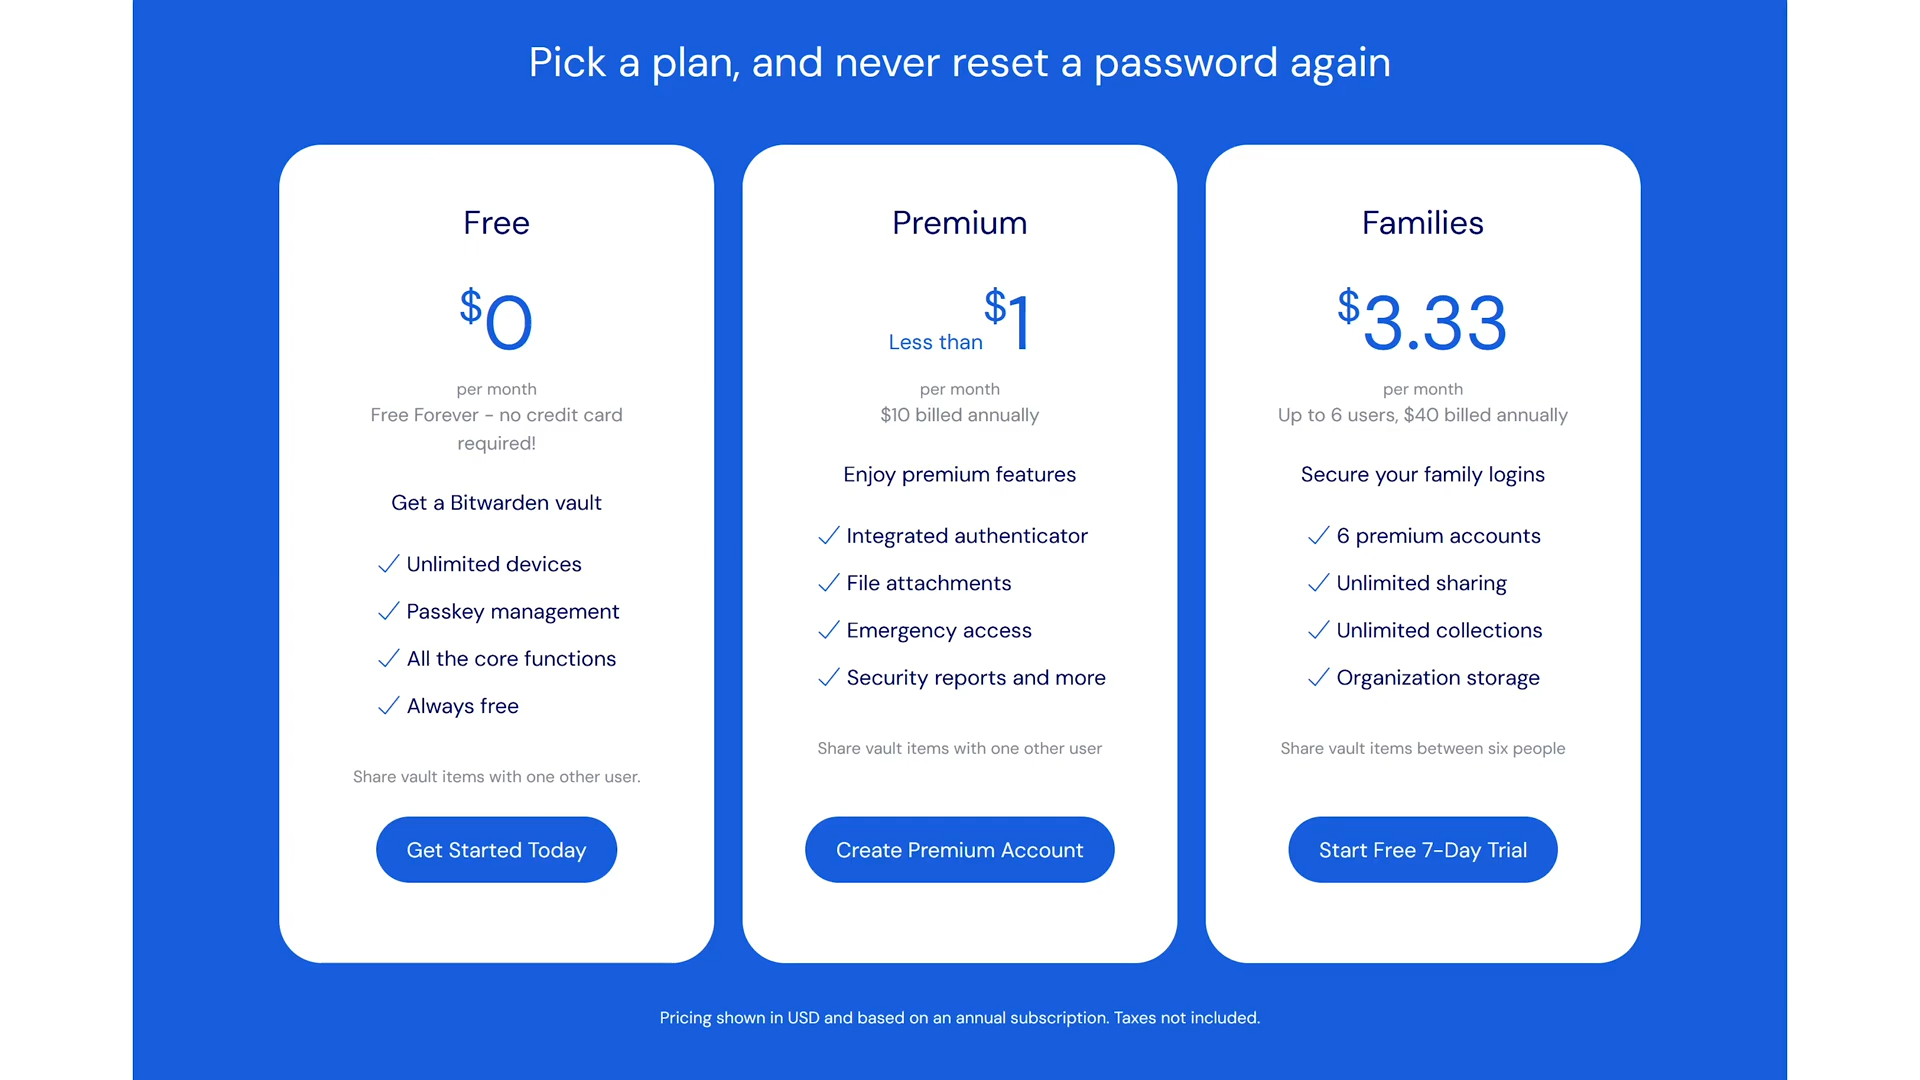 Pick a plan, and never reset a password again
Free
$0
per month
Free Forever - no credit card
required!
Get a Bitwarden vault
Unlimited devices
Passkey management
All the core functions
Always free
Share vault items with one other user.
Get Started Today
Premium
Less than $1
per month
$10 billed annually
Enjoy premium features
Integrated authenticator
File attachments
Emergency access
Security reports and more
Share vault items with one other user
Create Premium Account
Families
$3.33
per month
Up to 6 users, $40 billed annually
Secure your family logins
6 premium accounts
Unlimited sharing
Unlimited collections
Organization storage
Share vault items between six people
Start Free 7-Day Trial
Pricing shown in USD and based on an annual subscription. Taxes not included.